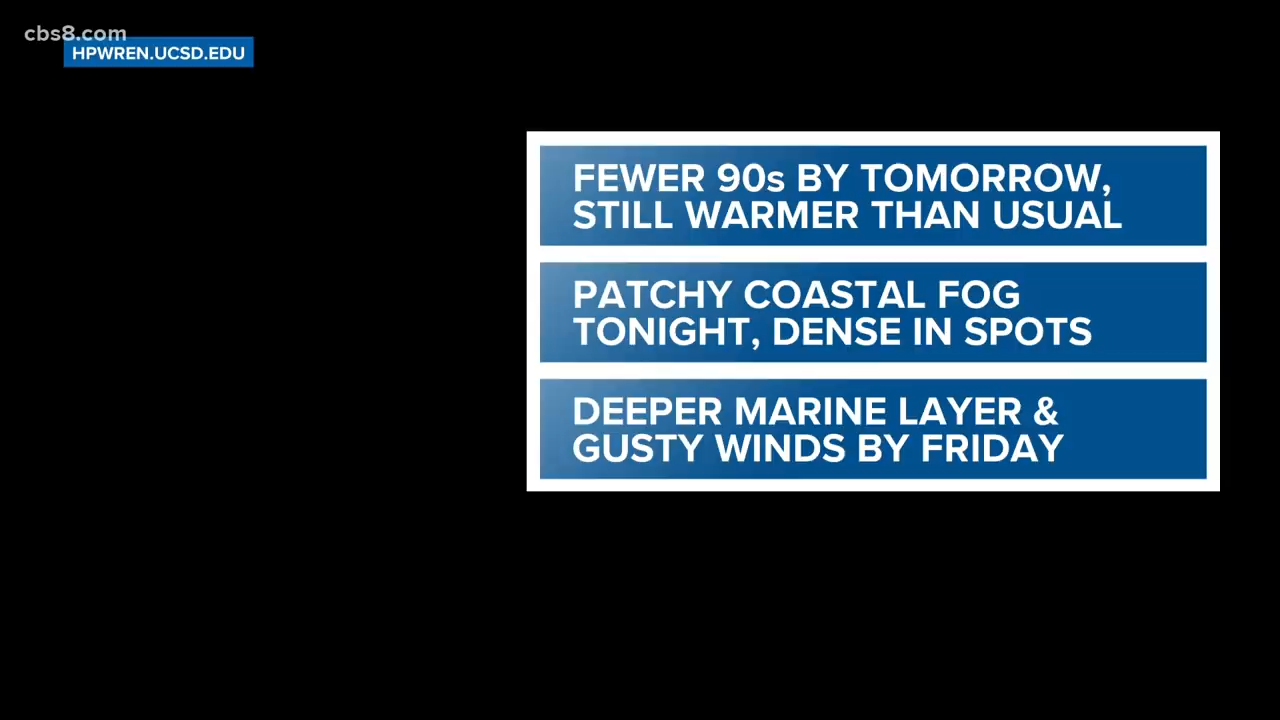 cbs8.com
HPWREN.UCSD.EDU
FEWER 90s BY TOMORROW,
STILL WARMER THAN USUAL
PATCHY COASTAL FOG
TONIGHT, DENSE IN SPOTS
DEEPER MARINE LAYER &
GUSTY WINDS BY FRIDAY